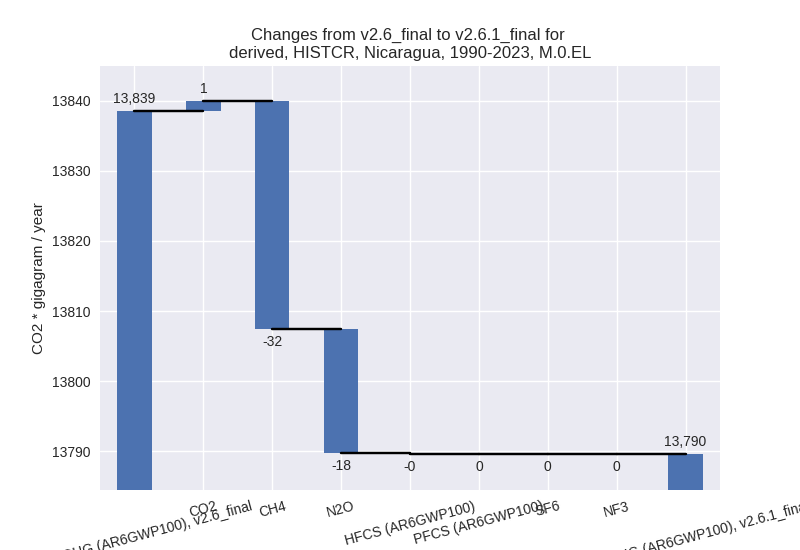 Changes from v2.6_final to v2.6.1_final for
derived, HISTCR, Nicaragua, 1990-2023, M.0.EL
CO2 * gigagram / year
13840
13830
13820
13810
13800
13790
13,839
1
-32
-18
-0
0
0
0
13,790
(AR6GWP100), v2.6_final
CO2
CH4
N2O
HFCS (AR6GWP100)
PFCS (AR6GWP100)
SF6
NF3
(AR6GWP100), v2.6.1_fina